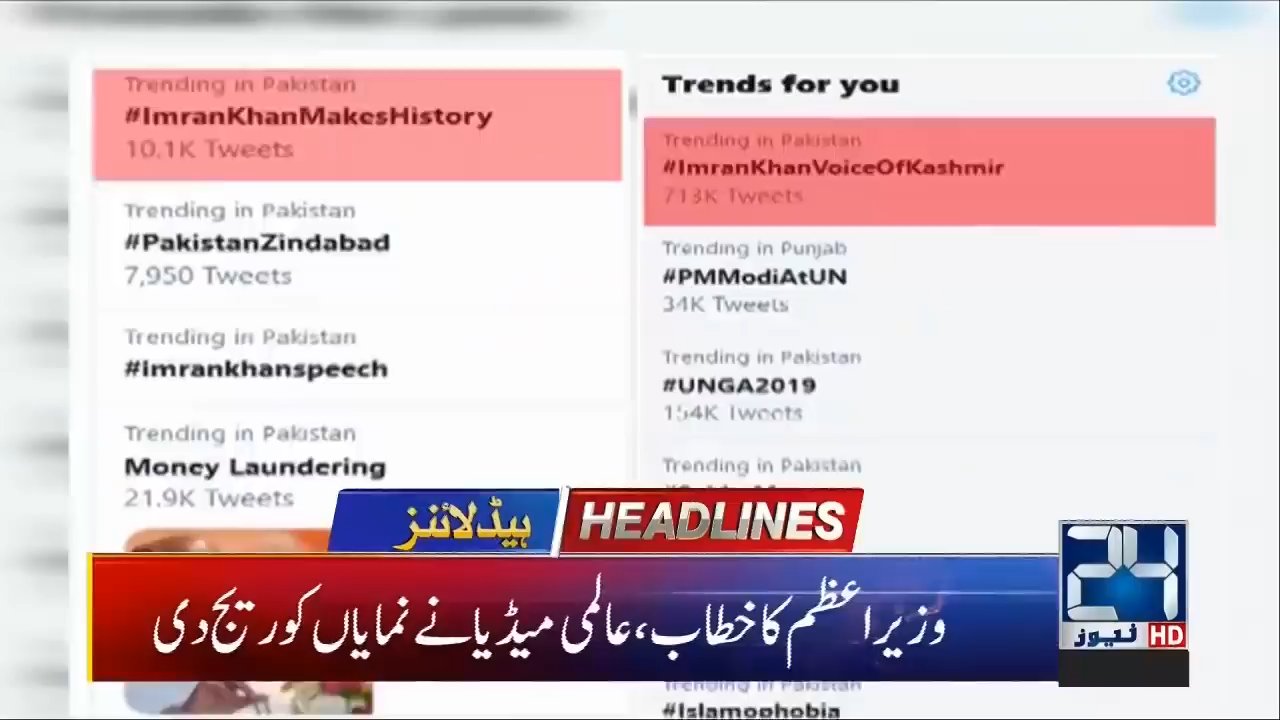 Trending in Pakistan
#ImranKhanMakesHistory
10.1K Tweets
Trending in Pakistan
#PakistanZindabad
7,950 Tweets
Trending in Pakistan
#Imrankhanspeech
Trending in Pakistan
Money Laundering
21.9K Tweets
Trends for you
Trending in Pakistan
#ImranKhanVoiceOfKashmir
713K Tweets
Trending in Punjab
#PMModiAtUN
34K Tweets
Trending in Pakistan
#UNGA2019
154K Tweets
Trending in Pakistan
Trending in Pakistan
#Islamophobia
ہیڈلائنز HEADLINES
وزیراعظم کا خطاب، عالمی میڈیا نے نمایاں کوریج دی
24
نیوز HD